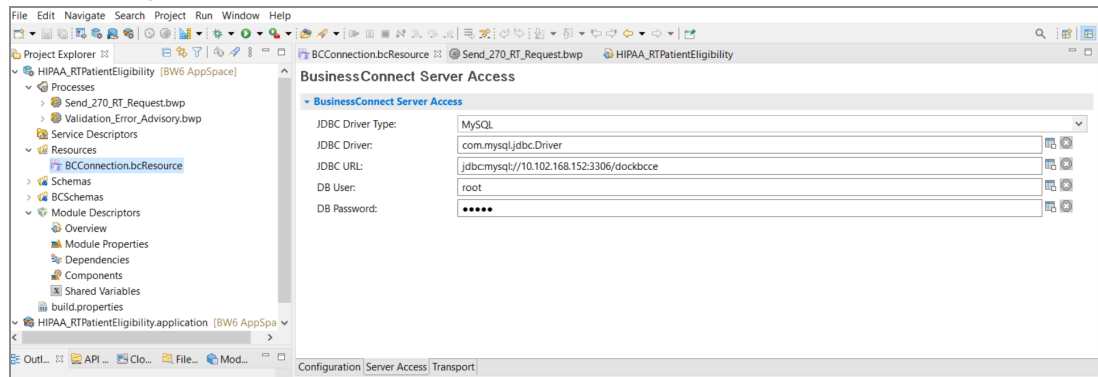 File Edit Navigate Search Project Run Window Help
Project Explorer
HIPAA_RTPatientEligibility [BW6 AppSpace]
Processes
Send_270_RT_Request.bwp
Validation_Error_Advisory.bwp
Service Descriptors
Resources
BCConnection.bcResource
Schemas
BCSchemas
Module Descriptors
Overview
Module Properties
Dependencies
Components
Shared Variables
build.properties
HIPAA_RTPatientEligibility.application [BW6 AppSpa
Outl... API ... Clo... File... Mod...
BCConnection.bcResource Send_270_RT_Request.bwp HIPAA_RTPatientEligibility
BusinessConnect Server Access
BusinessConnect Server Access
JDBC Driver Type: MySQL
JDBC Driver: com.mysql.jdbc.Driver
JDBC URL: jdbc:mysql://10.102.168.152:3306/dockbcce
DB User: root
DB Password: •••••
Configuration Server Access Transport